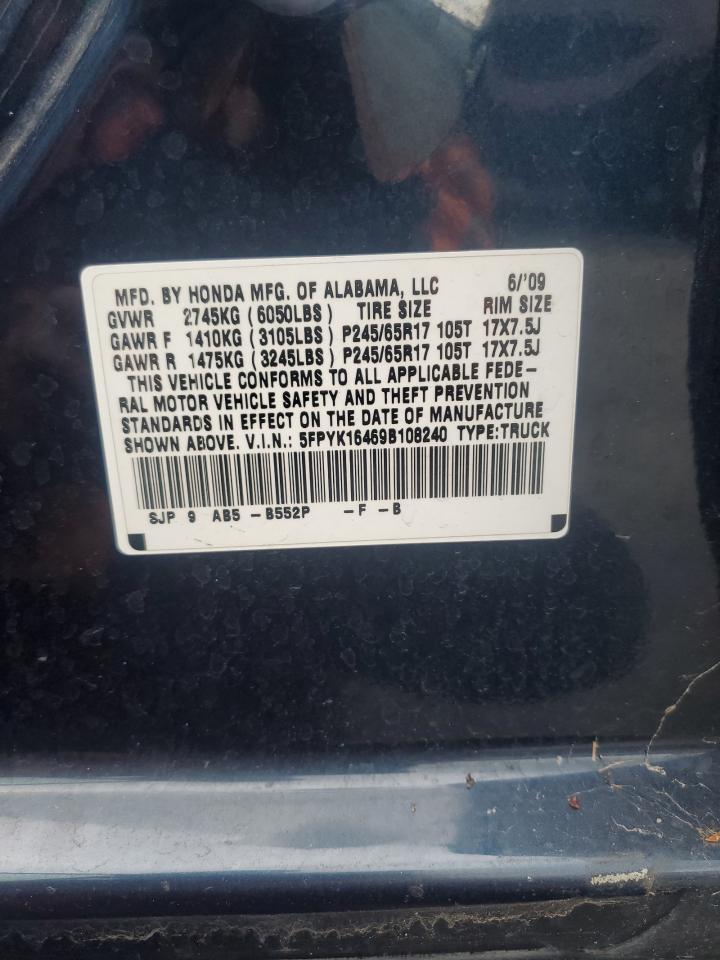 MFD. BY HONDA MFG. OF ALABAMA, LLC 6/'09
GVWR 2745KG (6050LBS) TIRE SIZE RIM SIZE
GAWR F 1410KG (3105LBS) P245/65R17 105T 17X7.5J
GAWR R 1475KG (3245LBS) P245/65R17 105T 17X7.5J
THIS VEHICLE CONFORMS TO ALL APPLICABLE FEDE-
RAL MOTOR VEHICLE SAFETY AND THEFT PREVENTION
STANDARDS IN EFFECT ON THE DATE OF MANUFACTURE
SHOWN ABOVE. V.I.N.: 5FPYK16469B108240 TYPE:TRUCK
SJP 9 AB5 -B552P -F -B